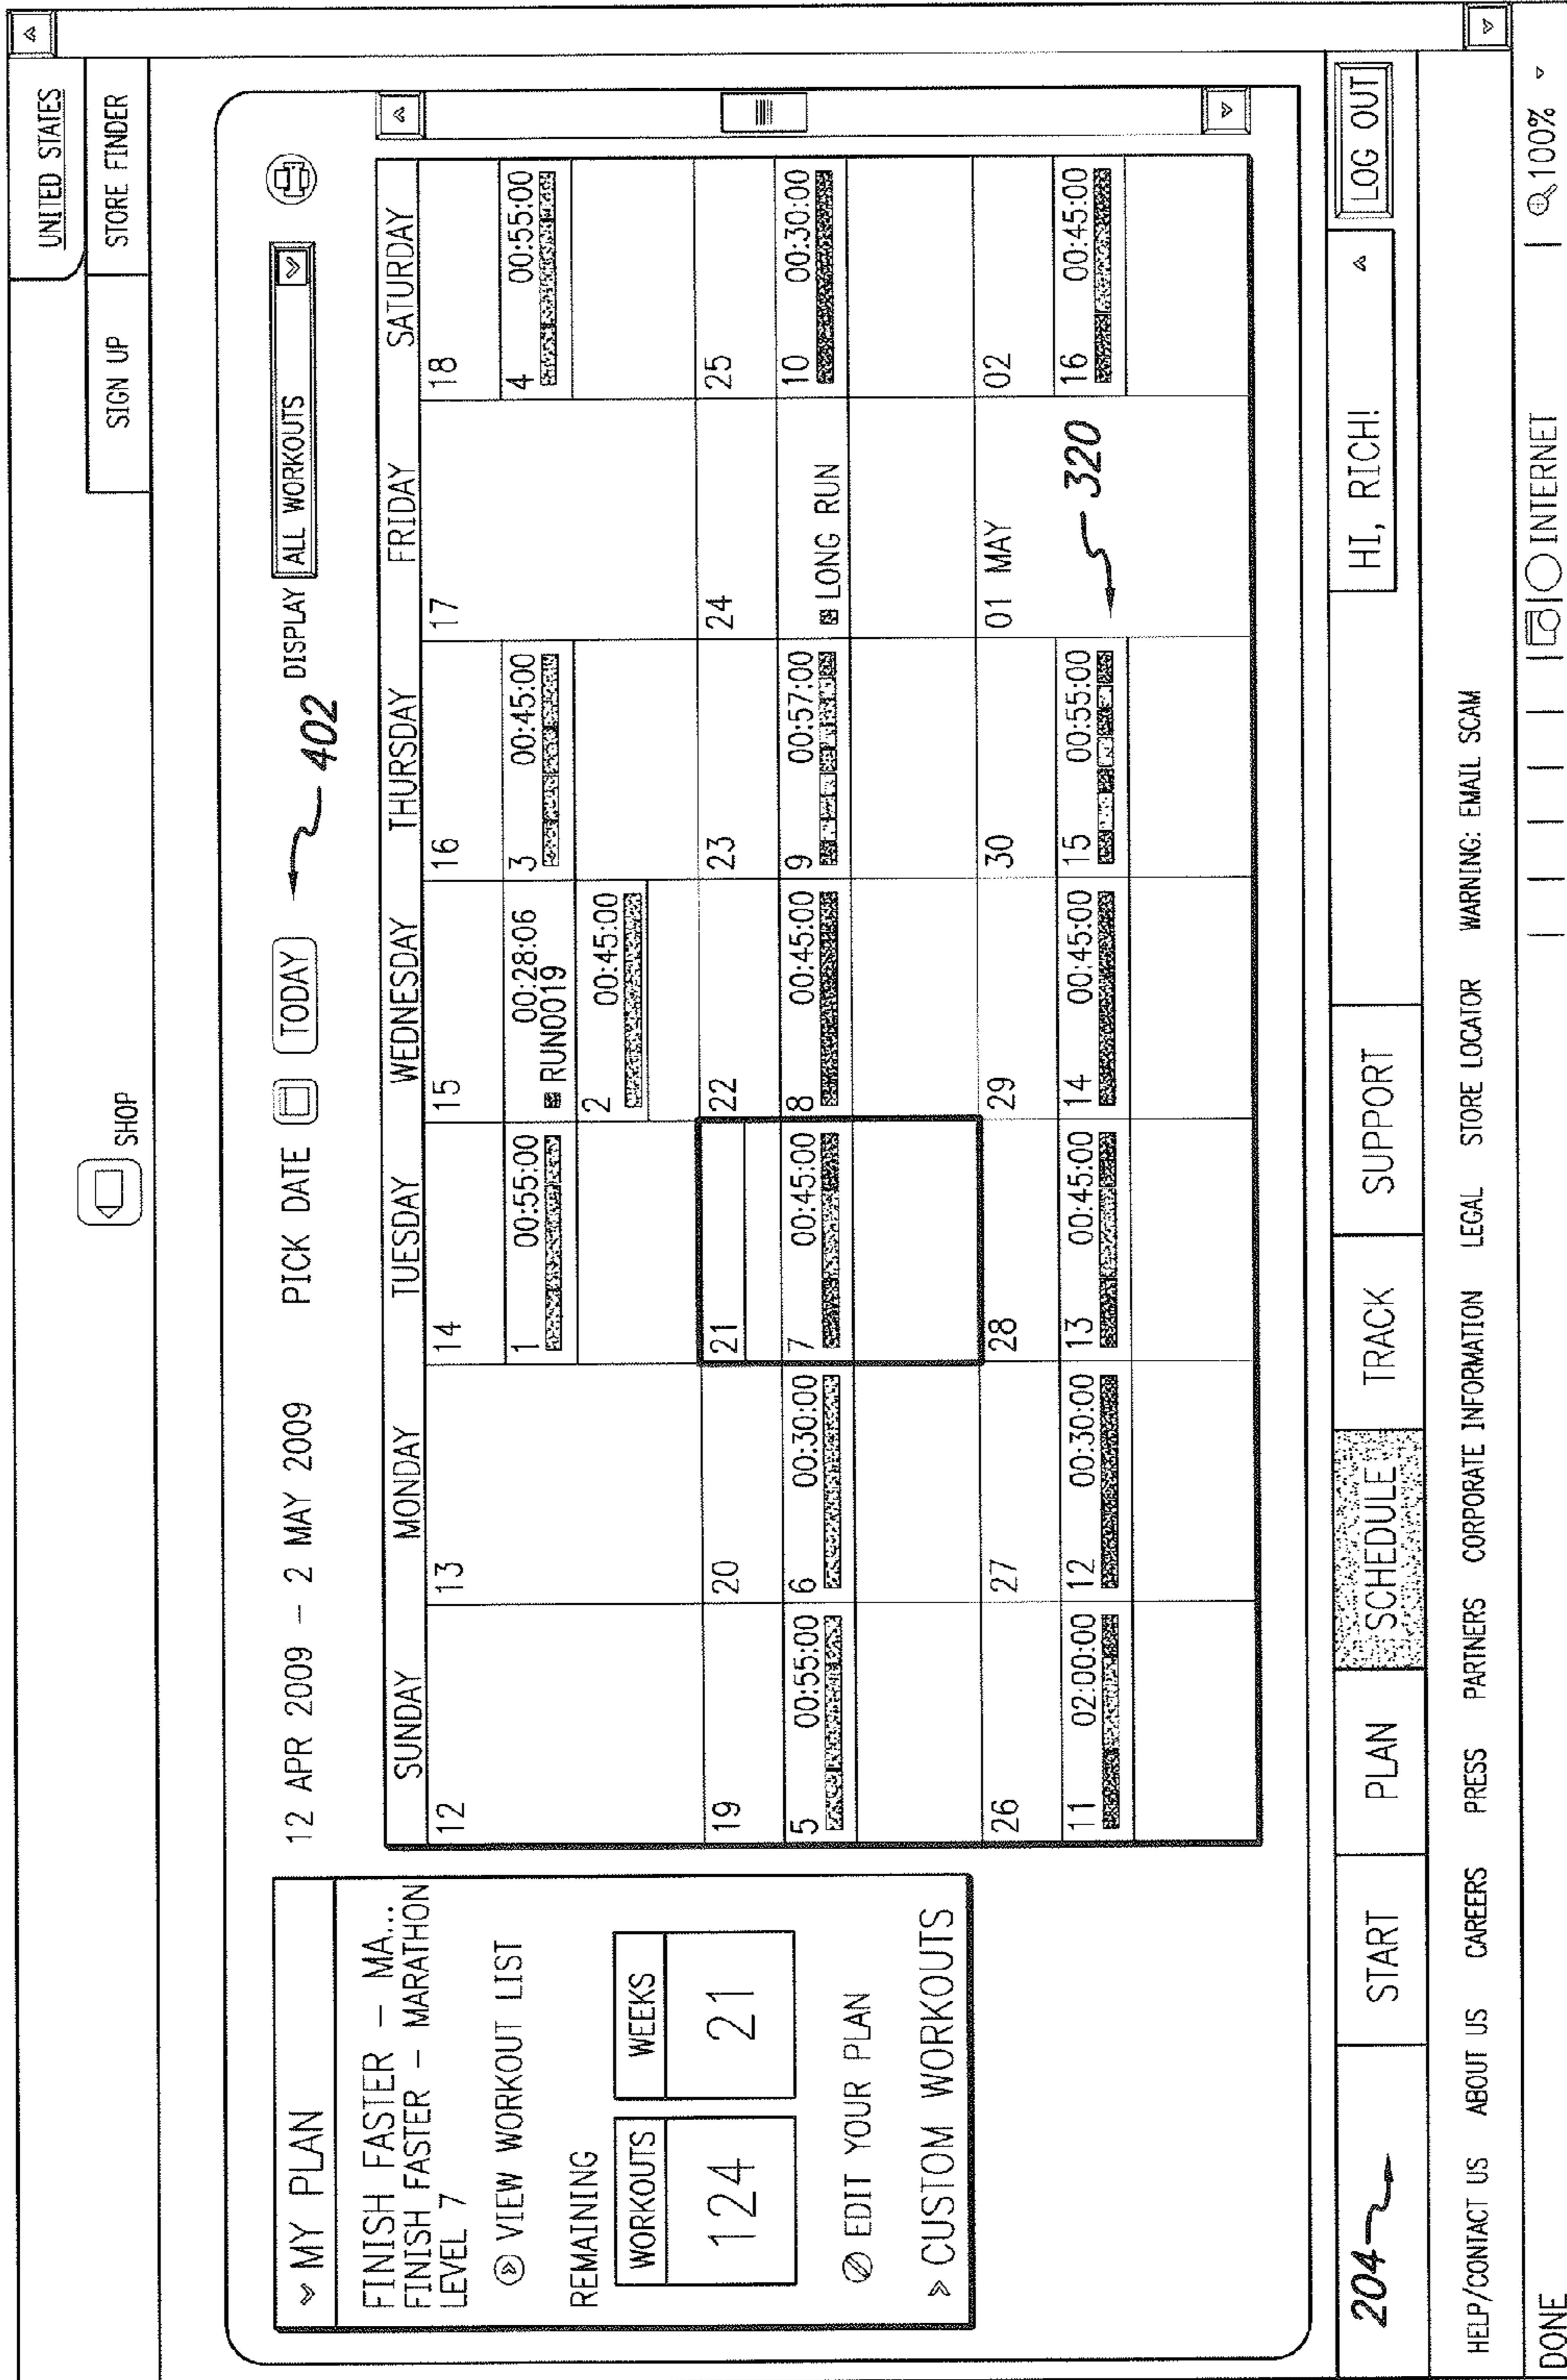 UNITED STATES
SHOP
SIGN UP STORE FINDER
12 APR 2009 – 2 MAY 2009 PICK DATE TODAY 402 DISPLAY ALL WORKOUTS
MY PLAN
FINISH FASTER – MA...
FINISH FASTER – MARATHON
LEVEL 7
VIEW WORKOUT LIST
REMAINING
WORKOUTS WEEKS
124 21
EDIT YOUR PLAN
» CUSTOM WORKOUTS
SUNDAY MONDAY TUESDAY WEDNESDAY THURSDAY FRIDAY SATURDAY
12 13 14 15 16 17 18
1 00:55:00 00:28:06 3 00:45:00 4 00:55:00
RUN0019
2 00:45:00
19 20 21 22 23 24 25
5 00:55:00 6 00:30:00 7 00:45:00 8 00:45:00 9 00:57:00 10 00:30:00
LONG RUN
26 27 28 29 30 01 MAY 02
11 02:00:00 12 00:30:00 13 00:45:00 14 00:45:00 15 00:55:00 320 16 00:45:00
204 START PLAN SCHEDULE TRACK SUPPORT HI, RICH! LOG OUT
HELP/CONTACT US ABOUT US CAREERS PRESS PARTNERS CORPORATE INFORMATION LEGAL STORE LOCATOR WARNING: EMAIL SCAM
DONE INTERNET 100%